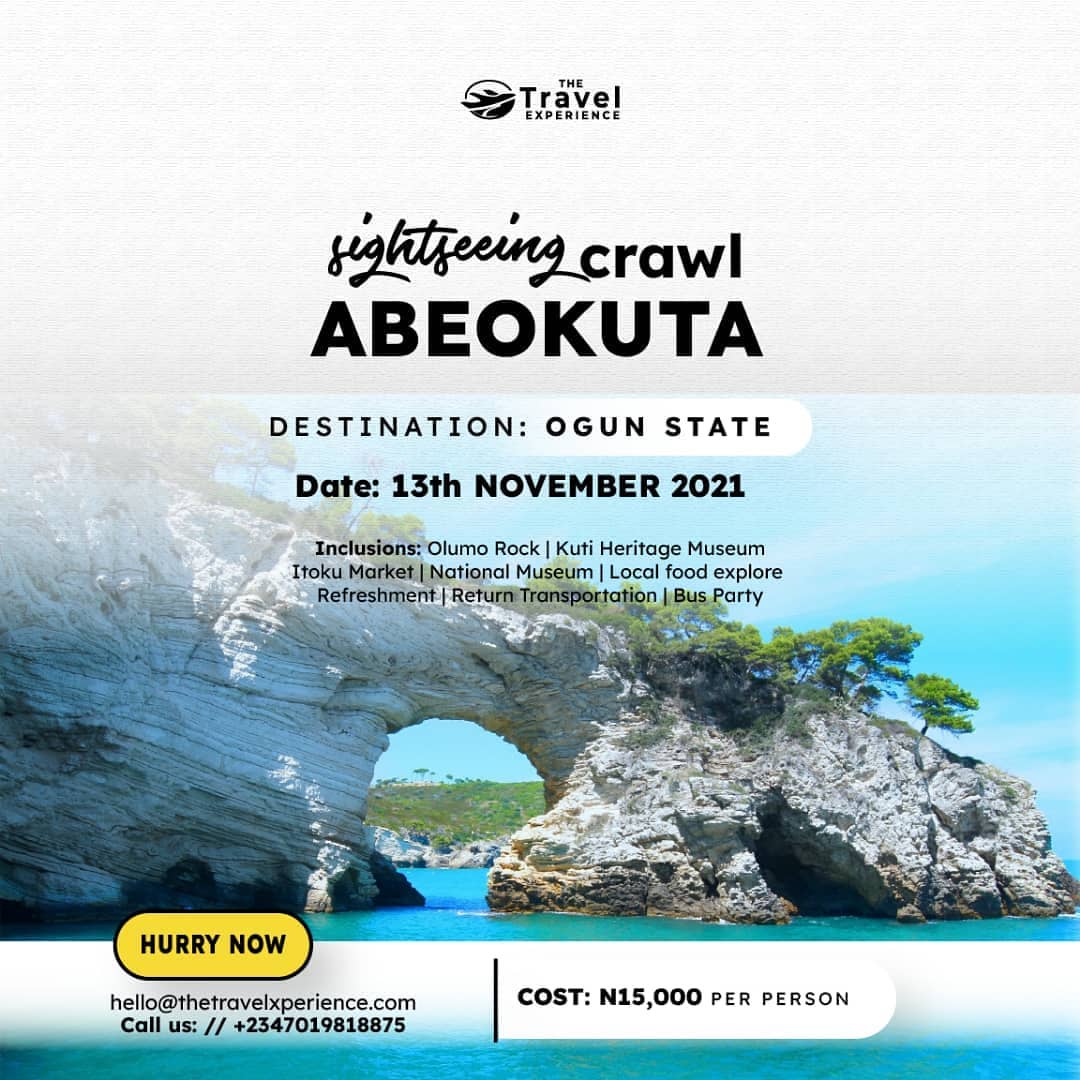 THE
Travel
EXPERIENCE
sightseeing crawl
ABEOKUTA
DESTINATION: OGUN STATE
Date: 13th NOVEMBER 2021
Inclusions: Olumo Rock | Kuti Heritage Museum
Itoku Market | National Museum | Local food explore
Refreshment | Return Transportation | Bus Party
HURRY NOW
hello@thetravelxperience.com
Call us: // +2347019818875
COST: N15,000 PER PERSON